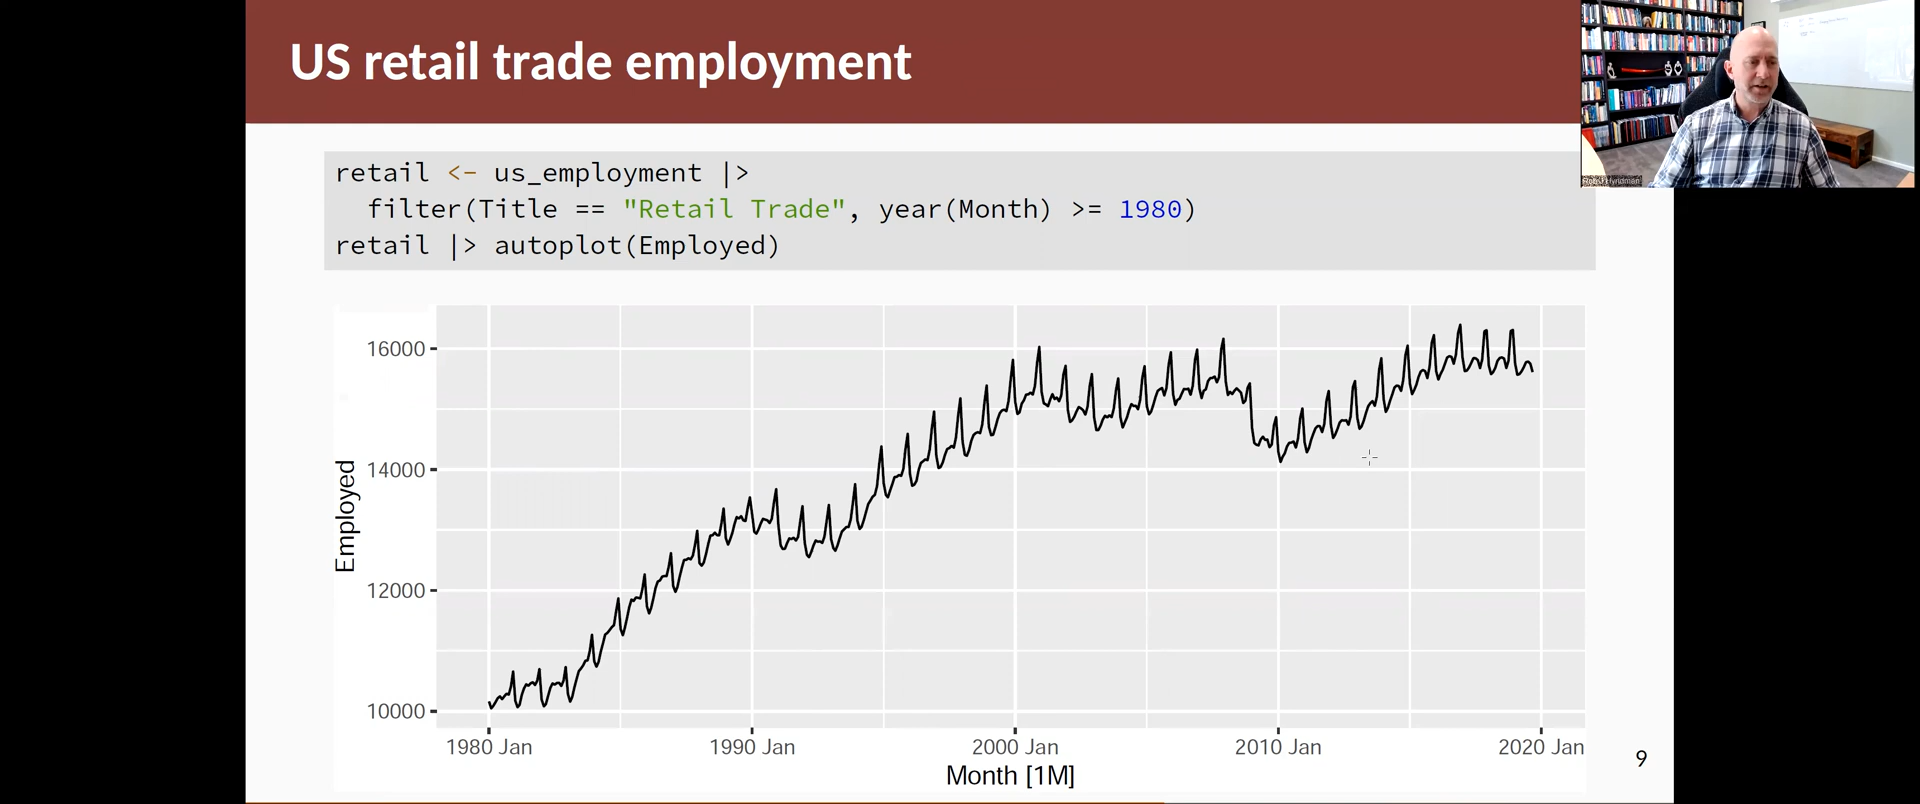 US retail trade employment
retail <- us_employment |>
filter(Title == "Retail Trade", year(Month) >= 1980)
retail |> autoplot(Employed)
16000
14000
12000
10000
Employed
1980 Jan
1990 Jan
2000 Jan
2010 Jan
2020 Jan
Month [1M]
9